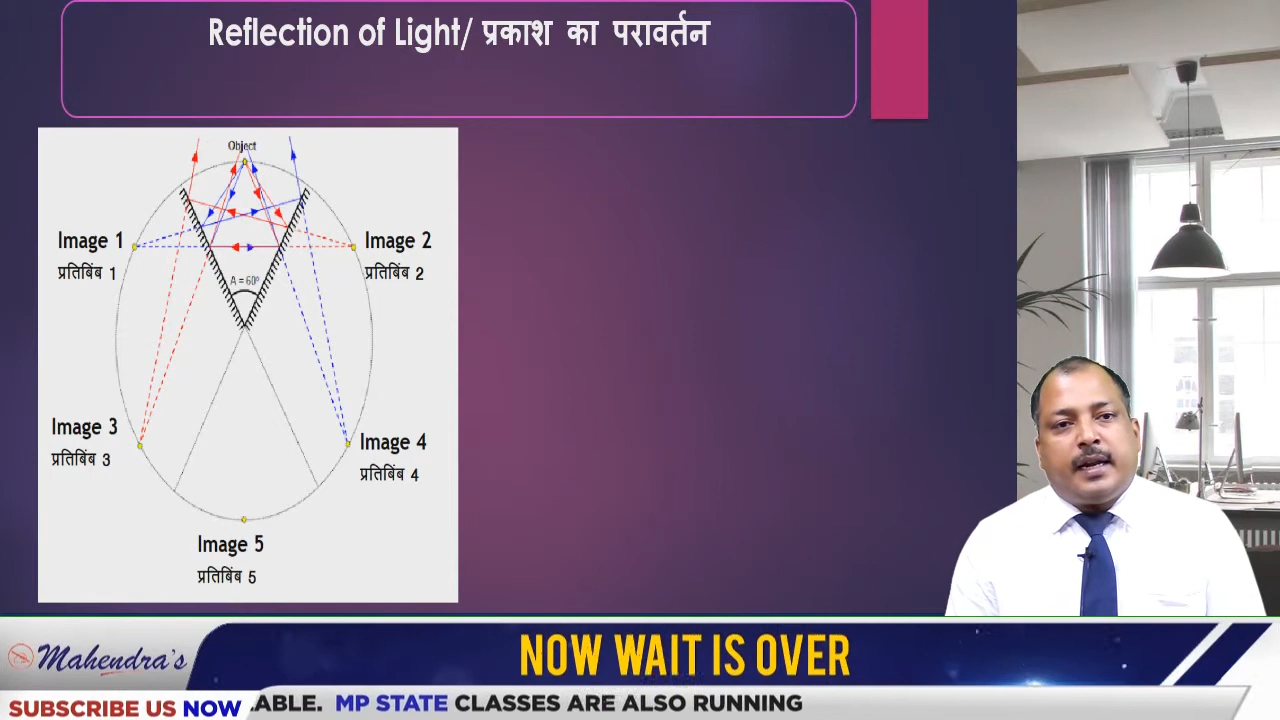 Reflection of Light/ प्रकाश का परावर्तन
Object
Image 1
प्रतिबिंब 1
Image 2
प्रतिबिंब 2
A = 60°
Image 3
प्रतिबिंब 3
Image 4
प्रतिबिंब 4
Image 5
प्रतिबिंब 5
Mahendra's
NOW WAIT IS OVER
SUBSCRIBE US NOW
ABLE. MP STATE CLASSES ARE ALSO RUNNING